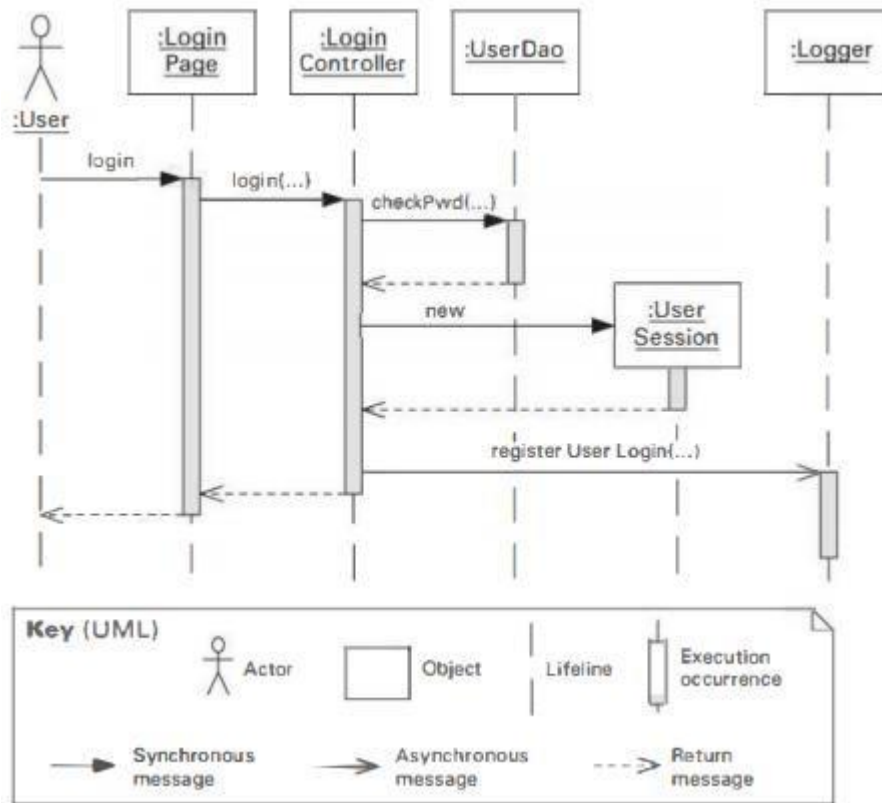 :Login
Page
:Login
Controller
:UserDao
:Logger
:User
login
login(...)
checkPwd(...)
new
:User
Session
register User Login(...)
Key (UML)
Actor
Object
Lifeline
Execution
occurrence
Synchronous
message
Asynchronous
message
Return
message